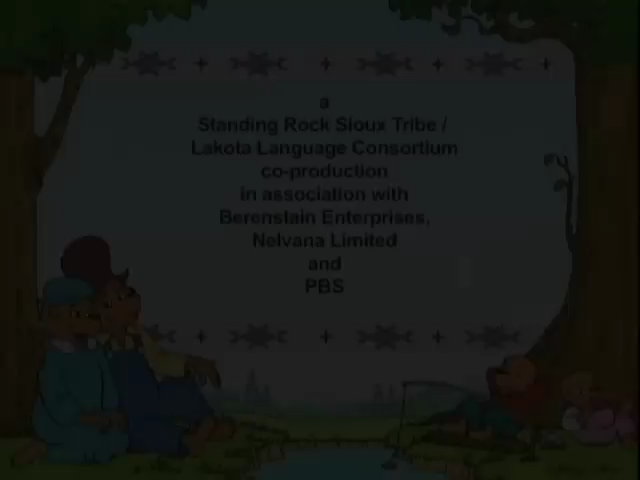 a
Standing Rock Sioux Tribe /
Lakota Language Consortium
co-production
in association with
Berenstain Enterprises,
Nelvana Limited
and
PBS